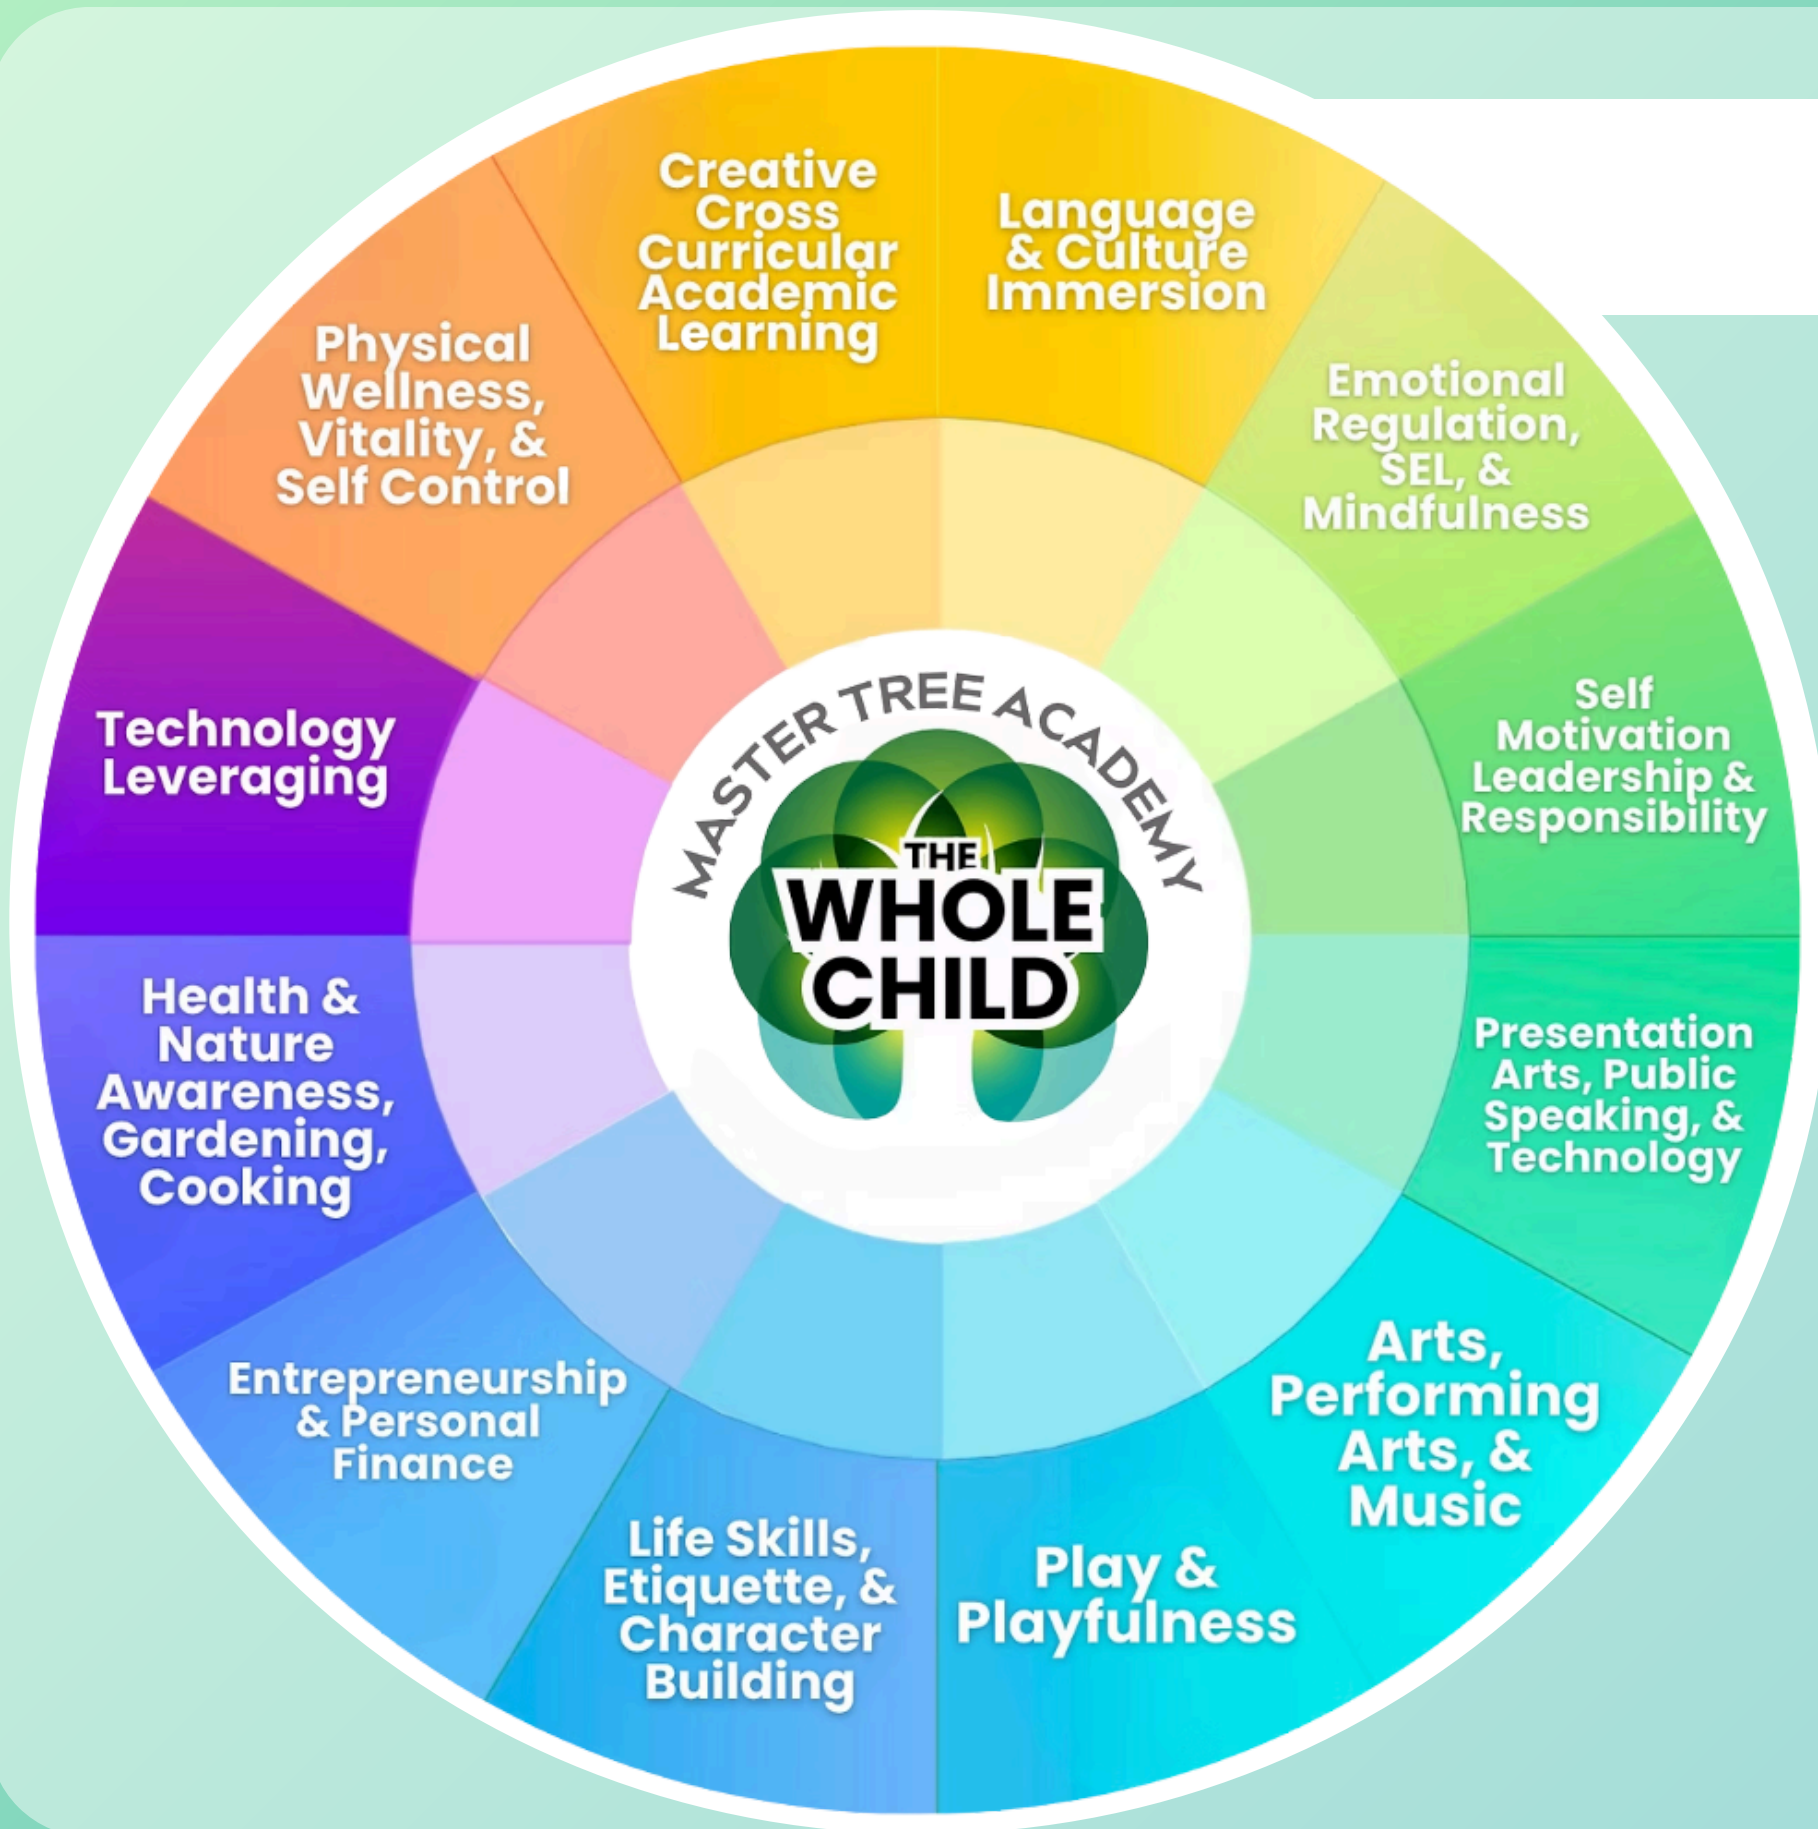 Creative
Cross
Curricular
Academic
Learning
Language
& Culture
Immersion
Emotional
Regulation,
SEL, &
Mindfulness
Self
Motivation
Leadership &
Responsibility
Presentation
Arts, Public
Speaking, &
Technology
Arts,
Performing
Arts, &
Music
Play &
Playfulness
Life Skills,
Etiquette, &
Character
Building
Entrepreneurship
& Personal
Finance
Health &
Nature
Awareness,
Gardening,
Cooking
Technology
Leveraging
Physical
Wellness,
Vitality, &
Self Control
MASTER TREE ACADEMY
THE
WHOLE
CHILD